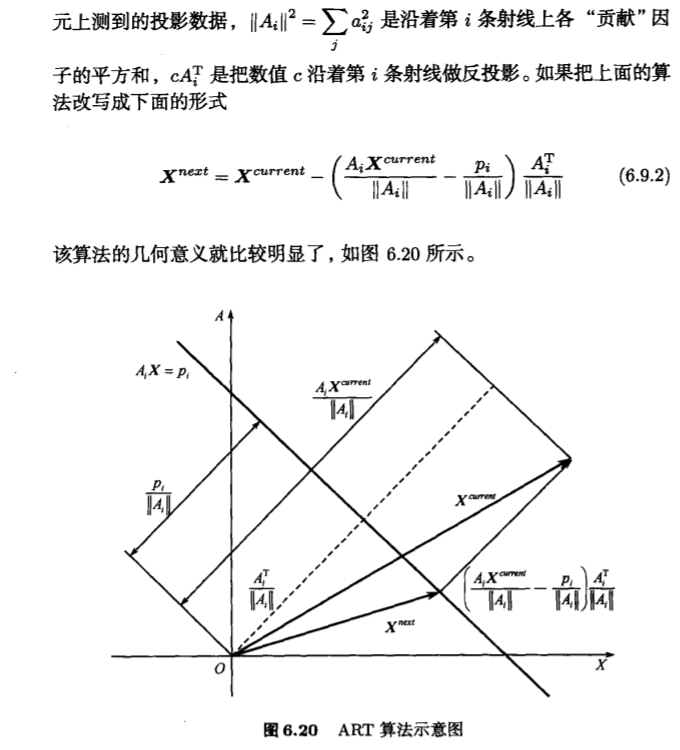 元上测到的投影数据，$\|A_i\|^2 = \sum_j a_{ij}^2$ 是沿着第 $i$ 条射线上各“贡献”因
子的平方和，$cA_i^{\mathrm{T}}$ 是把数值 $c$ 沿着第 $i$ 条射线做反投影。如果把上面的算
法改写成下面的形式
$$\boldsymbol{X}^{next} = \boldsymbol{X}^{current} - \left(\frac{A_i\boldsymbol{X}^{current}}{\|A_i\|} - \frac{p_i}{\|A_i\|}\right)\frac{A_i^{\mathrm{T}}}{\|A_i\|} \quad (6.9.2)$$
该算法的几何意义就比较明显了，如图 6.20 所示。
A
$A_iX = p_i$
$\frac{A_iX^{current}}{\|A_i\|}$
$\frac{p_i}{\|A_i\|}$
$X^{current}$
$\frac{A_i^{\mathrm{T}}}{\|A_i\|}$
$\left(\frac{A_iX^{current}}{\|A_i\|} - \frac{p_i}{\|A_i\|}\right)\frac{A_i^{\mathrm{T}}}{\|A_i\|}$
$X^{next}$
O
X
图 6.20 ART 算法示意图